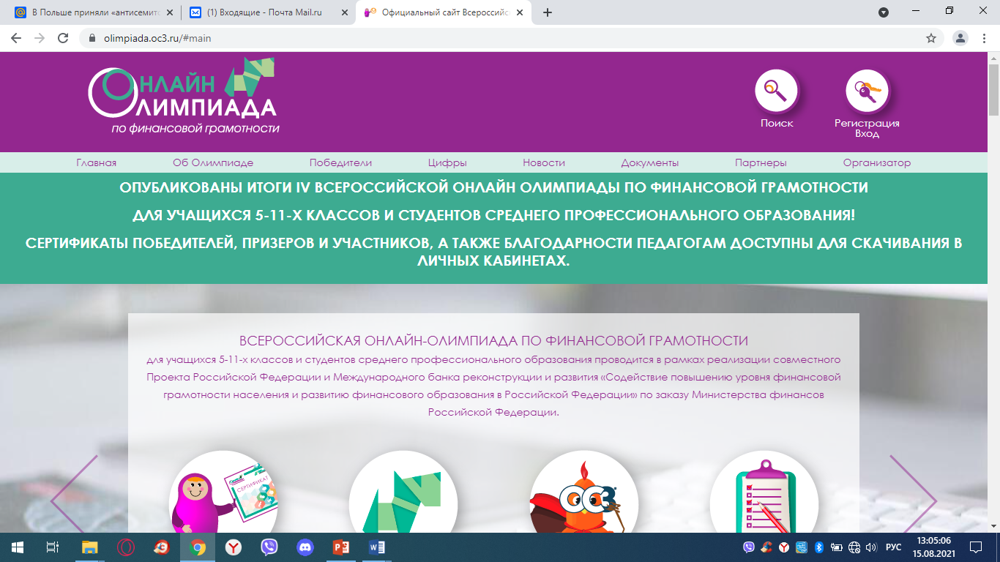 В Польше приняли «антисемитс
(1) Входящие - Почта Mail.ru
Официальный сайт Всероссийс
olimpiada.oc3.ru/#main
ОНЛАЙН
ОЛИМПИАДА
по финансовой грамотности
Поиск
Регистрация
Вход
Главная
Об Олимпиаде
Победители
Цифры
Новости
Документы
Партнеры
Организатор
ОПУБЛИКОВАНЫ ИТОГИ IV ВСЕРОССИЙСКОЙ ОНЛАЙН ОЛИМПИАДЫ ПО ФИНАНСОВОЙ ГРАМОТНОСТИ
ДЛЯ УЧАЩИХСЯ 5-11-Х КЛАССОВ И СТУДЕНТОВ СРЕДНЕГО ПРОФЕССИОНАЛЬНОГО ОБРАЗОВАНИЯ!
СЕРТИФИКАТЫ ПОБЕДИТЕЛЕЙ, ПРИЗЕРОВ И УЧАСТНИКОВ, А ТАКЖЕ БЛАГОДАРНОСТИ ПЕДАГОГАМ ДОСТУПНЫ ДЛЯ СКАЧИВАНИЯ В
ЛИЧНЫХ КАБИНЕТАХ.
ВСЕРОССИЙСКАЯ ОНЛАЙН-ОЛИМПИАДА ПО ФИНАНСОВОЙ ГРАМОТНОСТИ
для учащихся 5-11-х классов и студентов среднего профессионального образования проводится в рамках реализации совместного
Проекта Российской Федерации и Международного банка реконструкции и развития «Содействие повышению уровня финансовой
грамотности населения и развитию финансового образования в Российской Федерации» по заказу Министерства финансов
Российской Федерации.
СЕРТИФИКАТ
РУС
13:05:06
15.08.2021